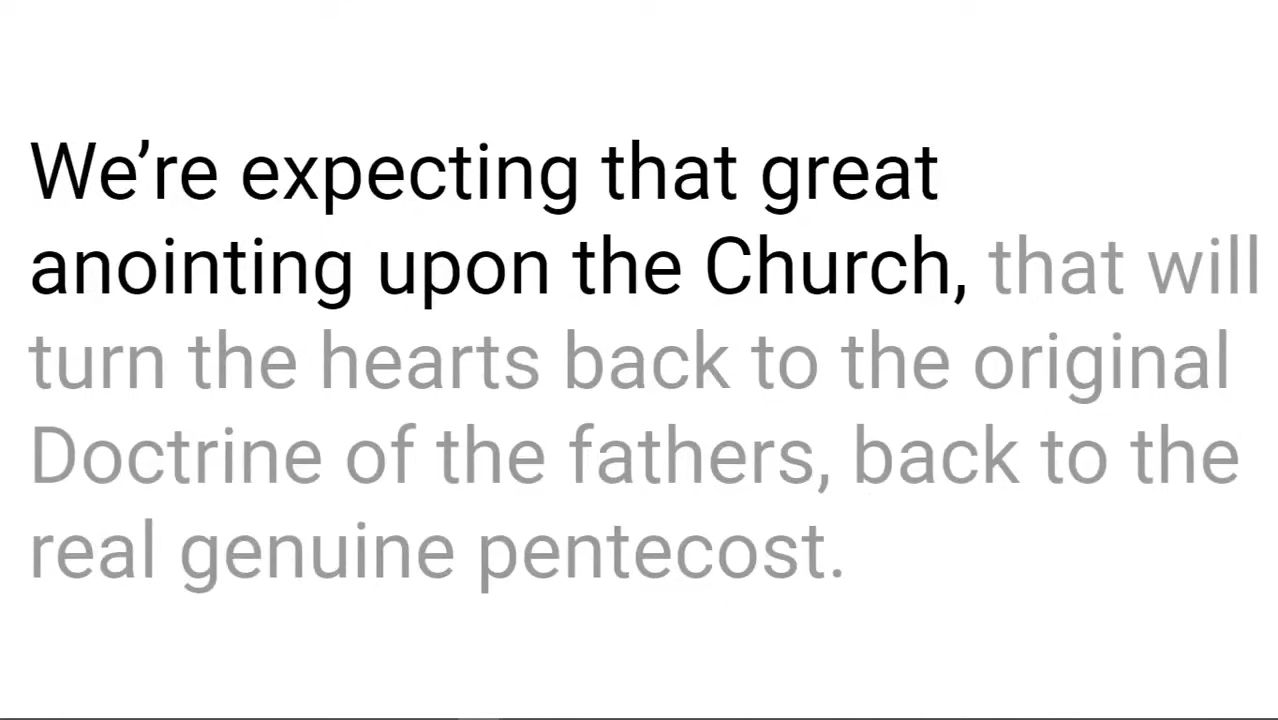 We’re expecting that great
anointing upon the Church, that will
turn the hearts back to the original
Doctrine of the fathers, back to the
real genuine pentecost.